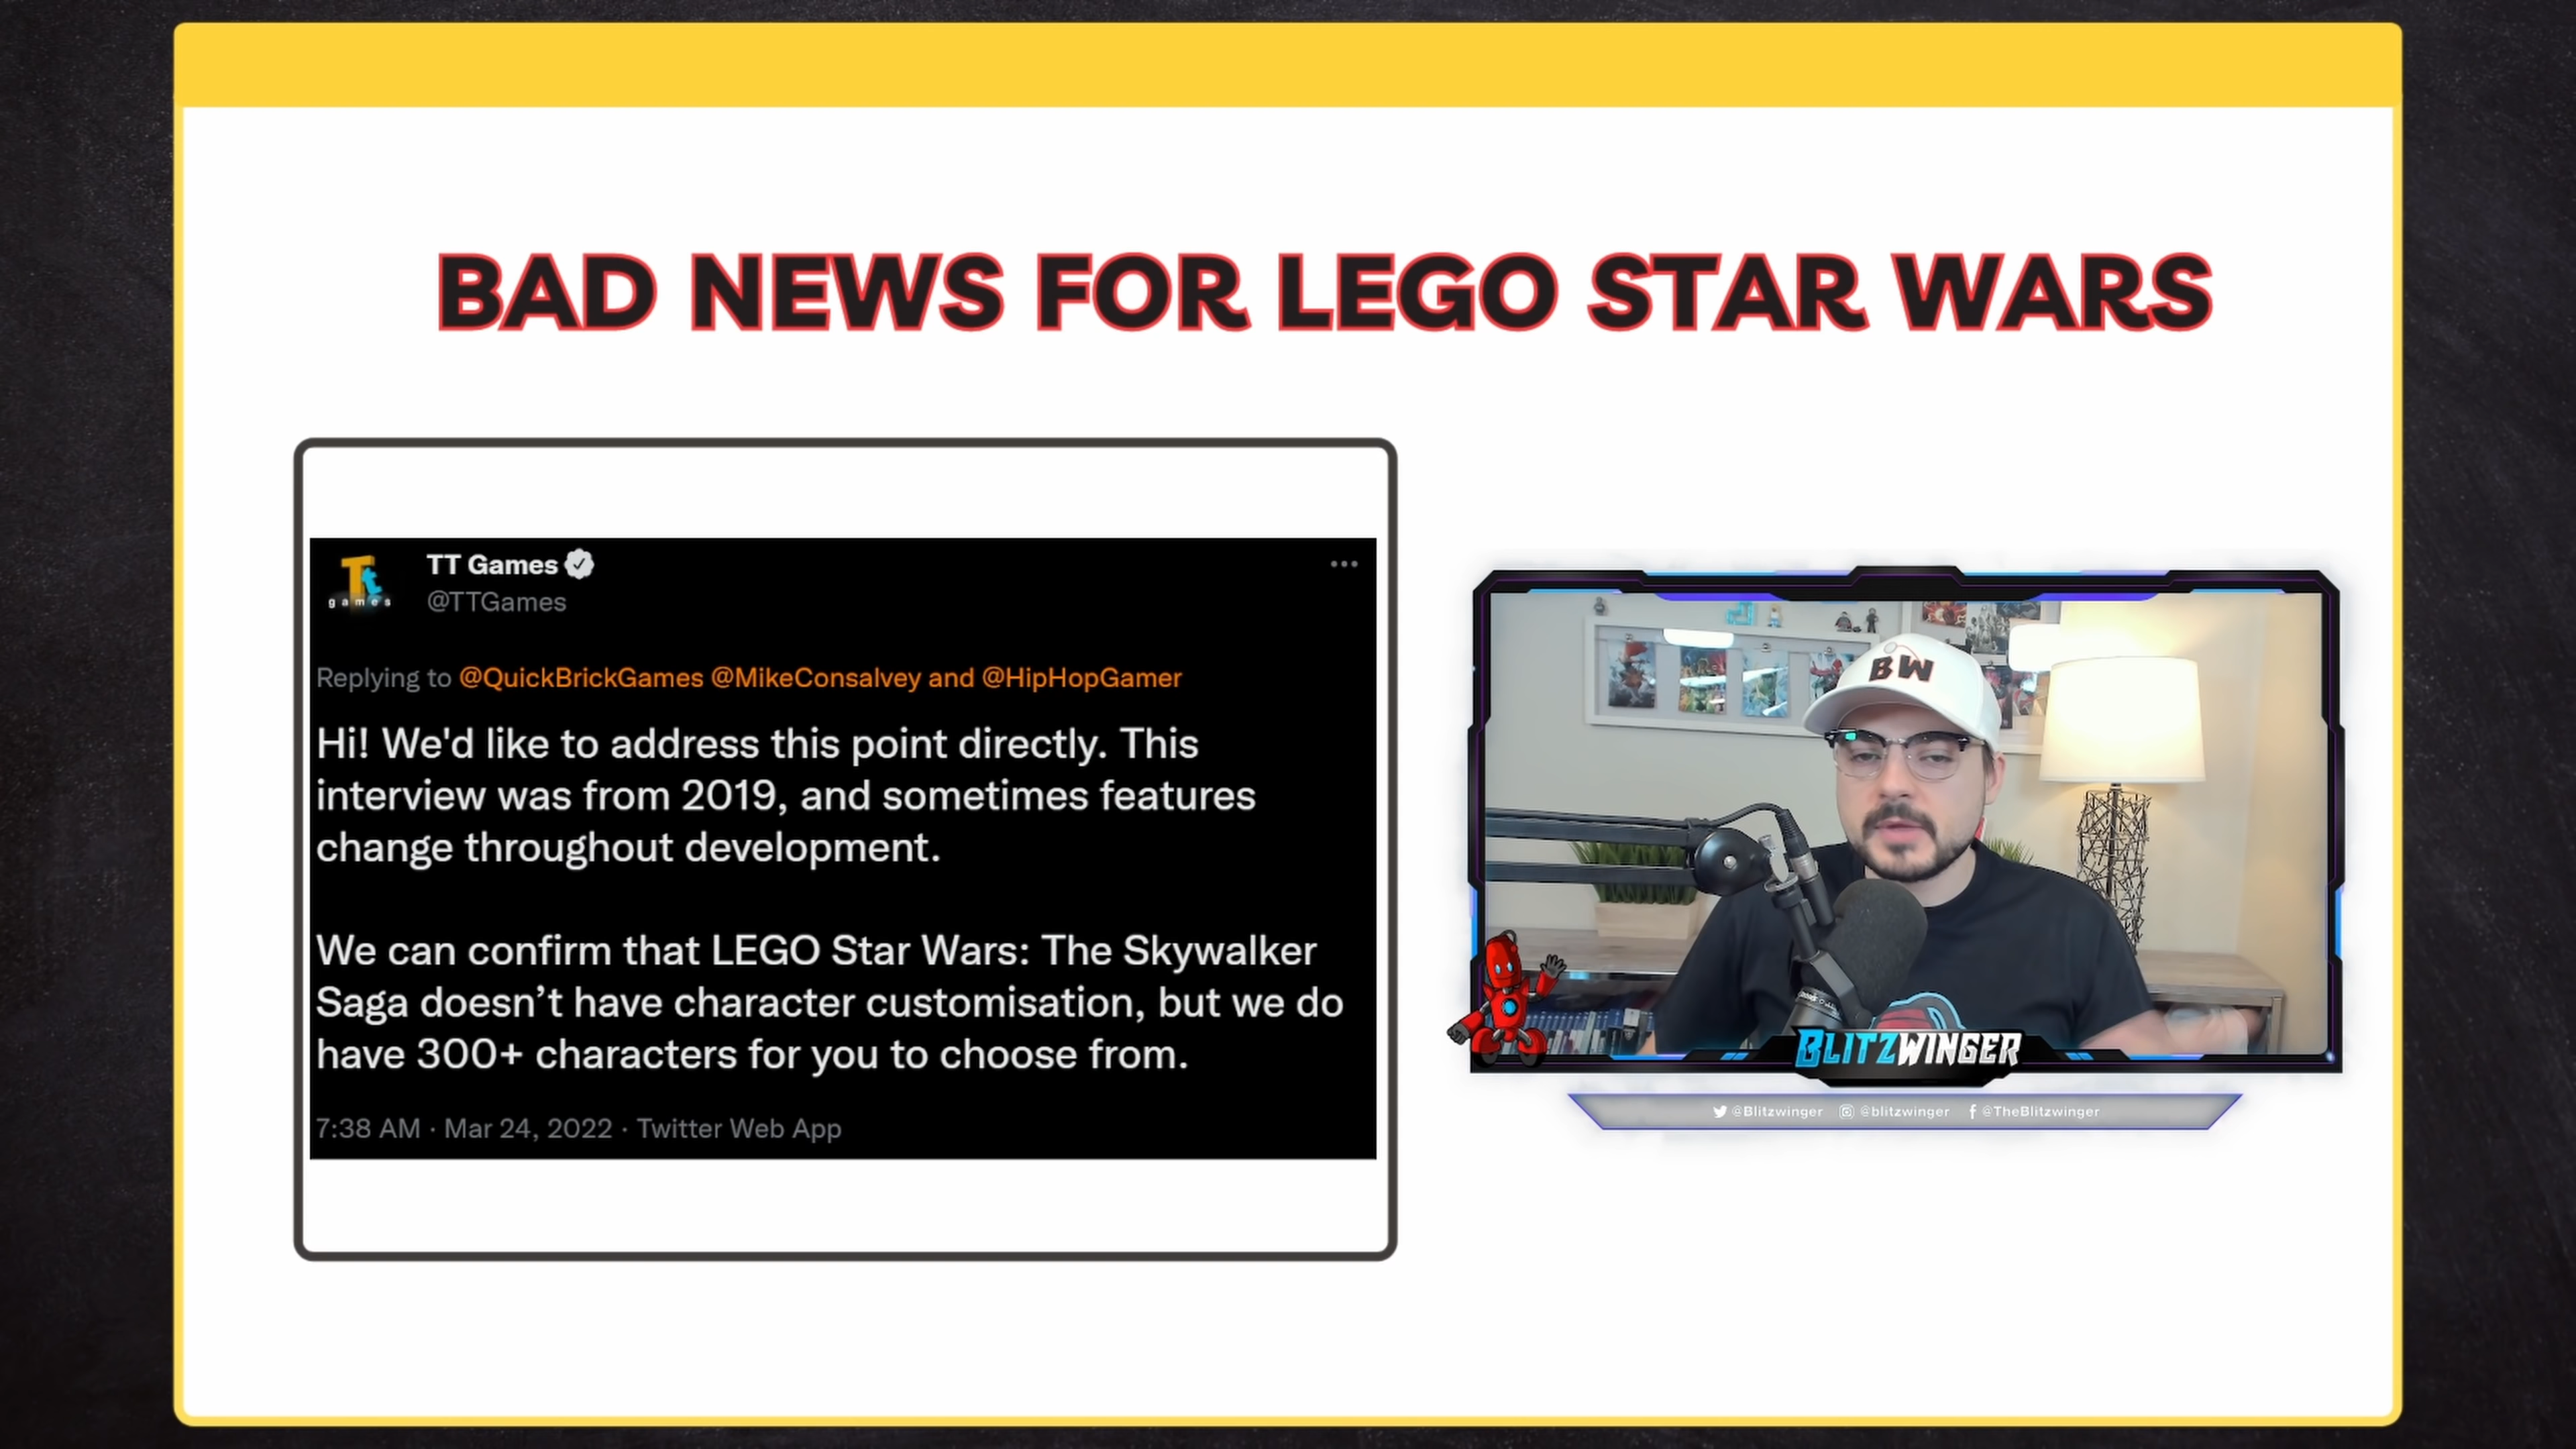 BAD NEWS FOR LEGO STAR WARS
Tt
games
TT Games
@TTGames
Replying to @QuickBrickGames @MikeConsalvey and @HipHopGamer
Hi! We'd like to address this point directly. This
interview was from 2019, and sometimes features
change throughout development.
We can confirm that LEGO Star Wars: The Skywalker
Saga doesn’t have character customisation, but we do
have 300+ characters for you to choose from.
7:38 AM · Mar 24, 2022 · Twitter Web App
BW
BLITZWINGER
@Blitzwinger @blitzwinger @TheBlitzwinger